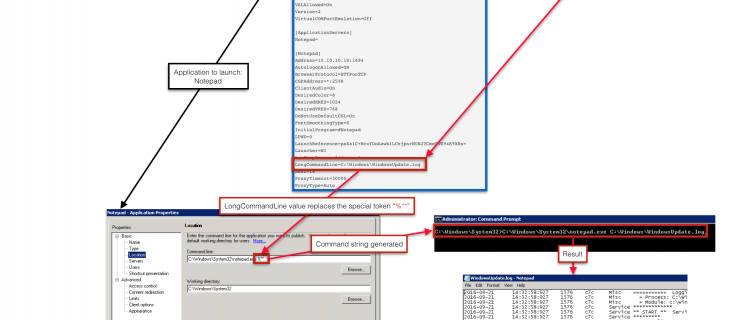 VSLAllowed=On
Version=2
VirtualCOMPortEmulation=Off
[ApplicationServers]
Notepad=
[Notepad]
Address=10.10.10.10:1494
AutologonAllowed=ON
BrowserProtocol=HTTPonTCP
CGPAddress=*:2598
ClientAudio=On
DesiredColor=8
DesiredHRES=1024
DesiredVRES=768
DoNotUseDefaultCSL=On
FontSmoothingType=0
InitialProgram=#Notepad
LPWD=0
Launcher=WI
LongCommandLine=C:\Windows\WindowsUpdate.log
ProxyTimeout=30000
ProxyType=Auto
Application to launch:
Notepad
LongCommandLine value replaces the special token "%**"
Notepad - Application Properties
Properties:
Basic
Name
Type
Location
Servers
Users
Shortcut presentation
Advanced
Access control
Content redirection
Limits
Client options
Appearance
Location
Enter the command line for the application you want to publish.
default working directory for users. More...
Command line:
C:\Windows\System32\notepad.exe
Browse...
Working directory:
C:\Windows\System32
Browse...
Command string generated
Administrator: Command Prompt
C:\Windows\System32>C:\Windows\System32\notepad.exe C:\Windows\WindowsUpdate.log
Result
WindowsUpdate.log - Notepad
File Edit Format View Help
2016-09-21 14:32:58:927 1576 c7c Misc =========== Loggi
2016-09-21 14:32:58:927 1576 c7c Misc = Process: C:\Wi
2016-09-21 14:32:58:927 1576 c7c Misc = Module: C:\Win
2016-09-21 14:32:58:927 1576 c7c Service *************
2016-09-21 14:32:58:927 1576 c7c Service ** START ** Servi
2016-09-21 14:32:58:927 1576 c7c Service *********